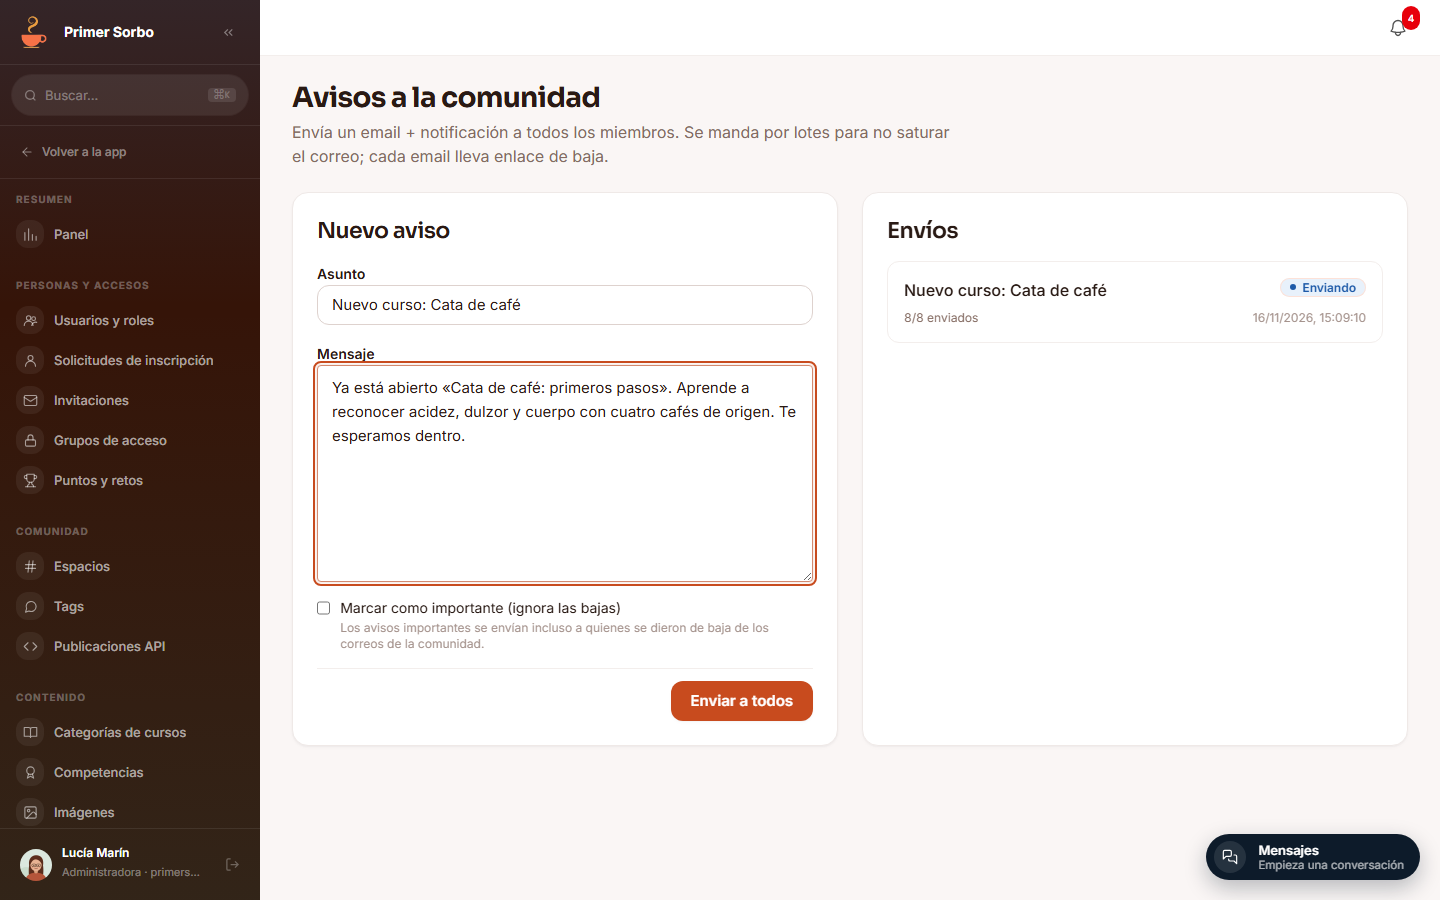 Primer Sorbo
Buscar...
⌘K
Volver a la app
RESUMEN
Panel
PERSONAS Y ACCESOS
Usuarios y roles
Solicitudes de inscripción
Invitaciones
Grupos de acceso
Puntos y retos
COMUNIDAD
Espacios
Tags
Publicaciones API
CONTENIDO
Categorías de cursos
Competencias
Imágenes
Lucía Marín
Administradora · primers...
4
Avisos a la comunidad
Envía un email + notificación a todos los miembros. Se manda por lotes para no saturar
el correo; cada email lleva enlace de baja.
Nuevo aviso
Asunto
Nuevo curso: Cata de café
Mensaje
Ya está abierto «Cata de café: primeros pasos». Aprende a
reconocer acidez, dulzor y cuerpo con cuatro cafés de origen. Te
esperamos dentro.
Marcar como importante (ignora las bajas)
Los avisos importantes se envían incluso a quienes se dieron de baja de los
correos de la comunidad.
Enviar a todos
Envíos
Nuevo curso: Cata de café
Enviando
8/8 enviados
16/11/2026, 15:09:10
Mensajes
Empieza una conversación